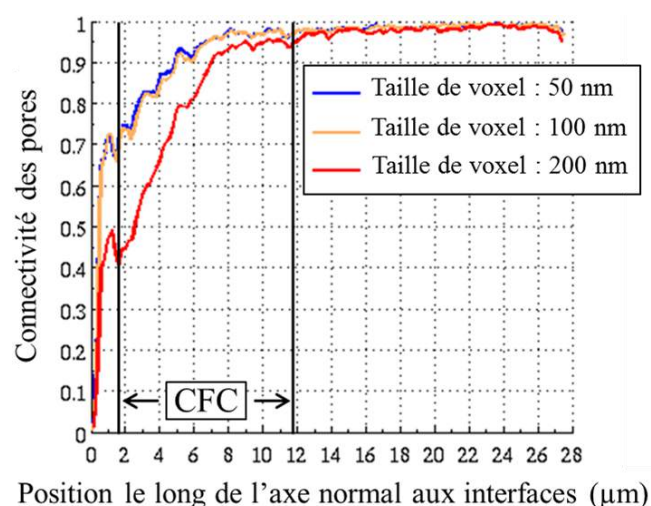 Connectivité des pores
1
0.9
0.8
0.7
0.6
0.5
0.4
0.3
0.2
0.1
0
Taille de voxel : 50 nm
Taille de voxel : 100 nm
Taille de voxel : 200 nm
CFC
0 2 4 6 8 10 12 14 16 18 20 22 24 26 28
Position le long de l’axe normal aux interfaces (µm)